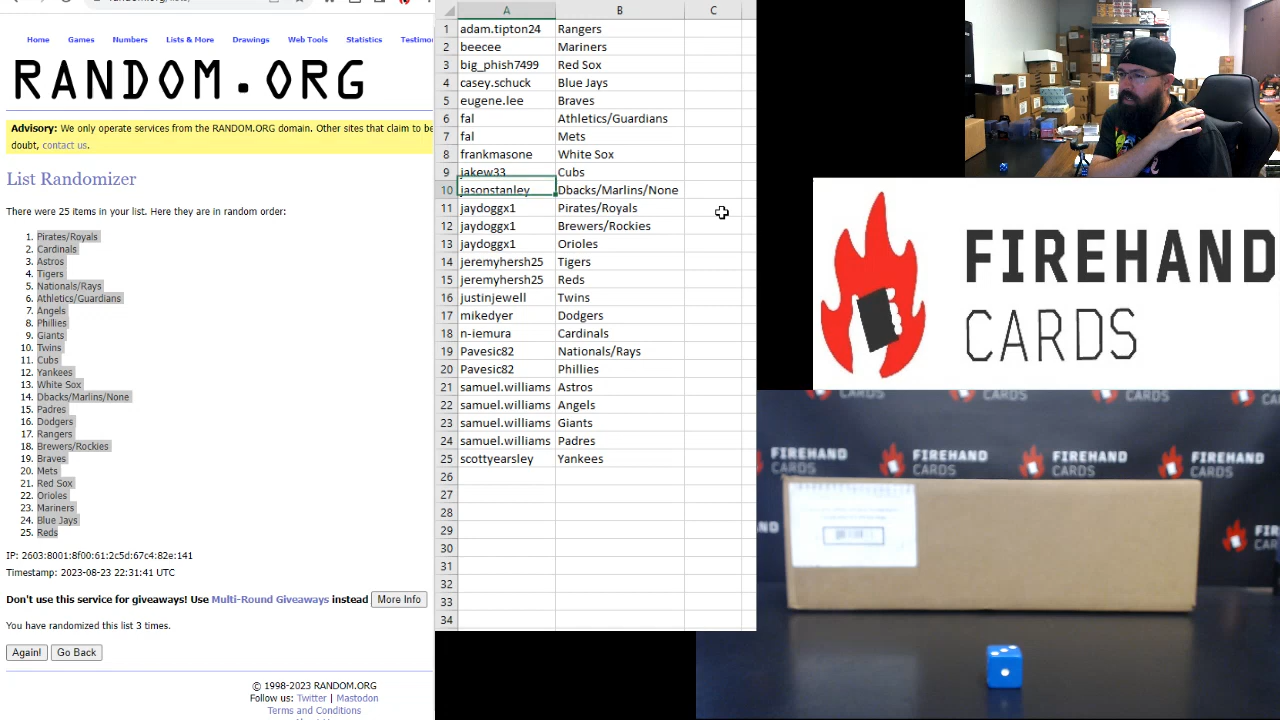 Home Games Numbers Lists & More Drawings Web Tools Statistics Testimo
RANDOM.ORG
Advisory: We only operate services from the RANDOM.ORG domain. Other sites that claim to be
doubt, contact us.
List Randomizer
There were 25 items in your list. Here they are in random order:
1. Pirates/Royals
2. Cardinals
3. Astros
4. Tigers
5. Nationals/Rays
6. Athletics/Guardians
7. Angels
8. Phillies
9. Giants
10. Twins
11. Cubs
12. Yankees
13. White Sox
14. Dbacks/Marlins/None
15. Padres
16. Dodgers
17. Rangers
18. Brewers/Rockies
19. Braves
20. Mets
21. Red Sox
22. Orioles
23. Mariners
24. Blue Jays
25. Reds
IP: 2603:8001:8f00:61:2c5d:67c4:82e:141
Timestamp: 2023-08-23 22:31:41 UTC
Don't use this service for giveaways! Use Multi-Round Giveaways instead More Info
You have randomized this list 3 times.
Again! Go Back
© 1998-2023 RANDOM.ORG
Follow us: Twitter | Mastodon
Terms and Conditions
A B C
1 adam.tipton24 Rangers
2 beecee Mariners
3 big_phish7499 Red Sox
4 casey.schuck Blue Jays
5 eugene.lee Braves
6 fal Athletics/Guardians
7 fal Mets
8 frankmasone White Sox
9 jakew33 Cubs
10 jasonstanley Dbacks/Marlins/None
11 jaydoggx1 Pirates/Royals
12 jaydoggx1 Brewers/Rockies
13 jaydoggx1 Orioles
14 jeremyhersh25 Tigers
15 jeremyhersh25 Reds
16 justinjewell Twins
17 mikedyer Dodgers
18 n-iemura Cardinals
19 Pavesic82 Nationals/Rays
20 Pavesic82 Phillies
21 samuel.williams Astros
22 samuel.williams Angels
23 samuel.williams Giants
24 samuel.williams Padres
25 scottyearsley Yankees
26
27
28
29
30
31
32
33
34
FIREHAND
CARDS
CARDS CARDS CARDS
FIREHAND FIREHAND FIREHAND FIREHAND
CARDS CARDS CARDS CARDS